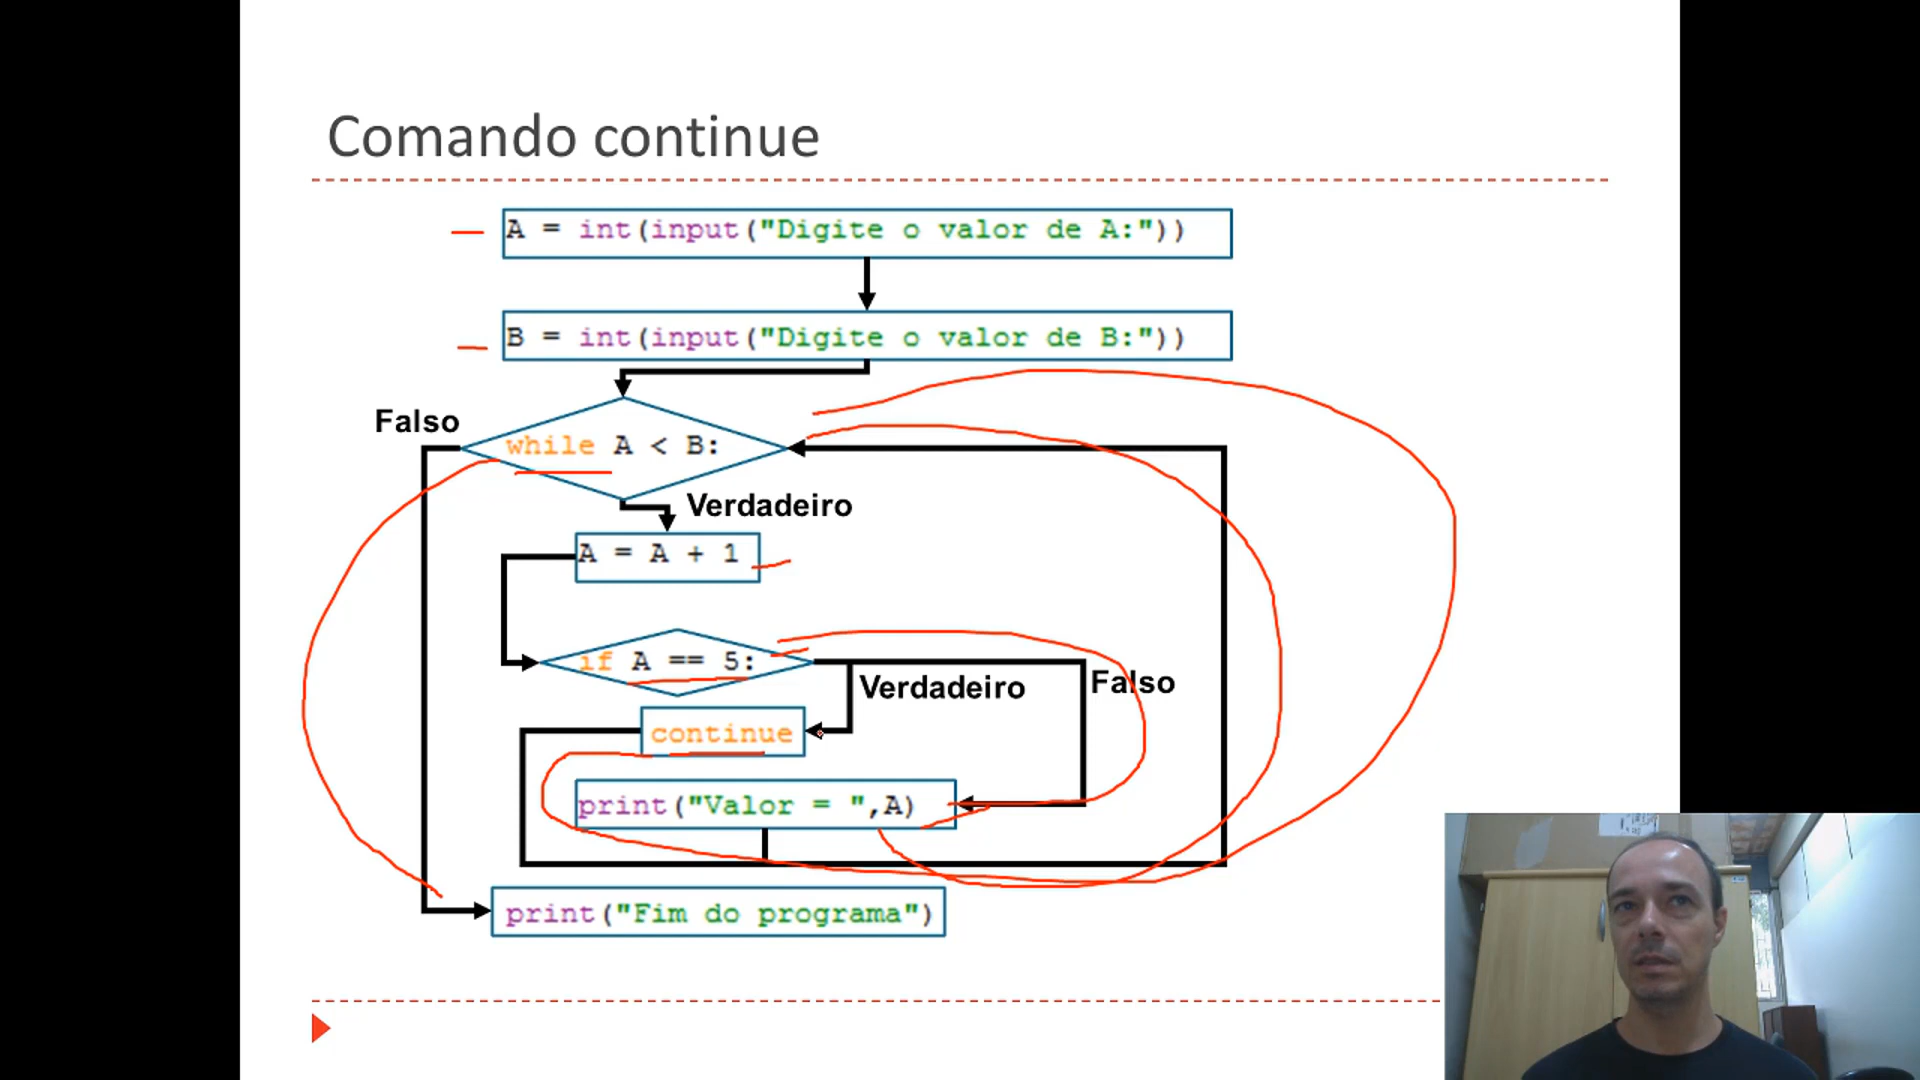 Comando continue
A = int(input("Digite o valor de A:"))
B = int(input("Digite o valor de B:"))
Falso
while A < B:
Verdadeiro
A = A + 1
if A == 5:
Verdadeiro
Falso
continue
print("Valor = ",A)
print("Fim do programa")